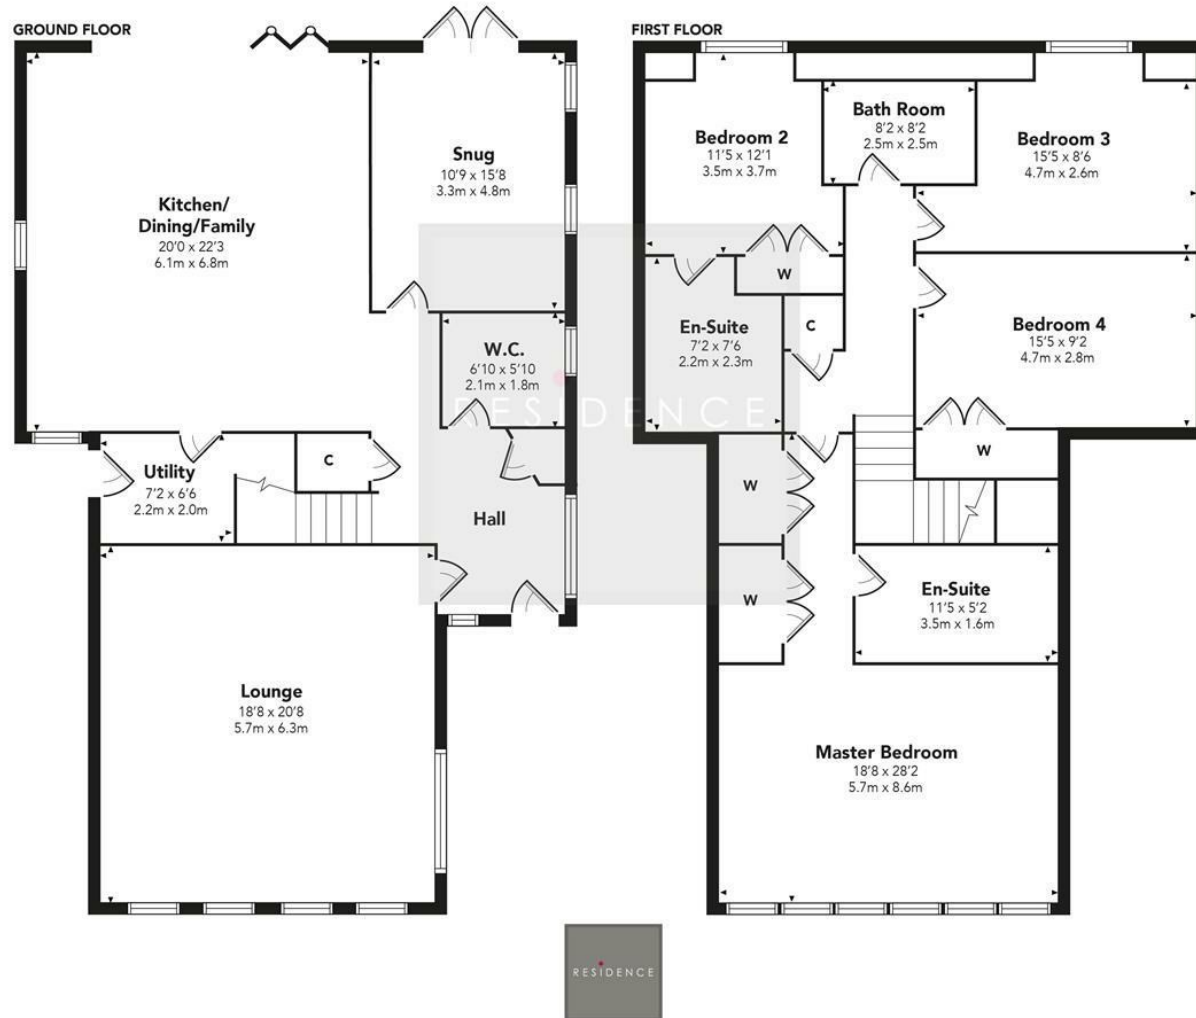 GROUND FLOOR
Kitchen/
Dining/Family
20'0 x 22'3
6.1m x 6.8m
Snug
10'9 x 15'8
3.3m x 4.8m
W.C.
6'10 x 5'10
2.1m x 1.8m
Utility
7'2 x 6'6
2.2m x 2.0m
C
Hall
Lounge
18'8 x 20'8
5.7m x 6.3m
FIRST FLOOR
Bedroom 2
11'5 x 12'1
3.5m x 3.7m
Bath Room
8'2 x 8'2
2.5m x 2.5m
Bedroom 3
15'5 x 8'6
4.7m x 2.6m
W
En-Suite
7'2 x 7'6
2.2m x 2.3m
C
Bedroom 4
15'5 x 9'2
4.7m x 2.8m
W
W
W
En-Suite
11'5 x 5'2
3.5m x 1.6m
Master Bedroom
18'8 x 28'2
5.7m x 8.6m
RESIDENCE
RESIDENCE